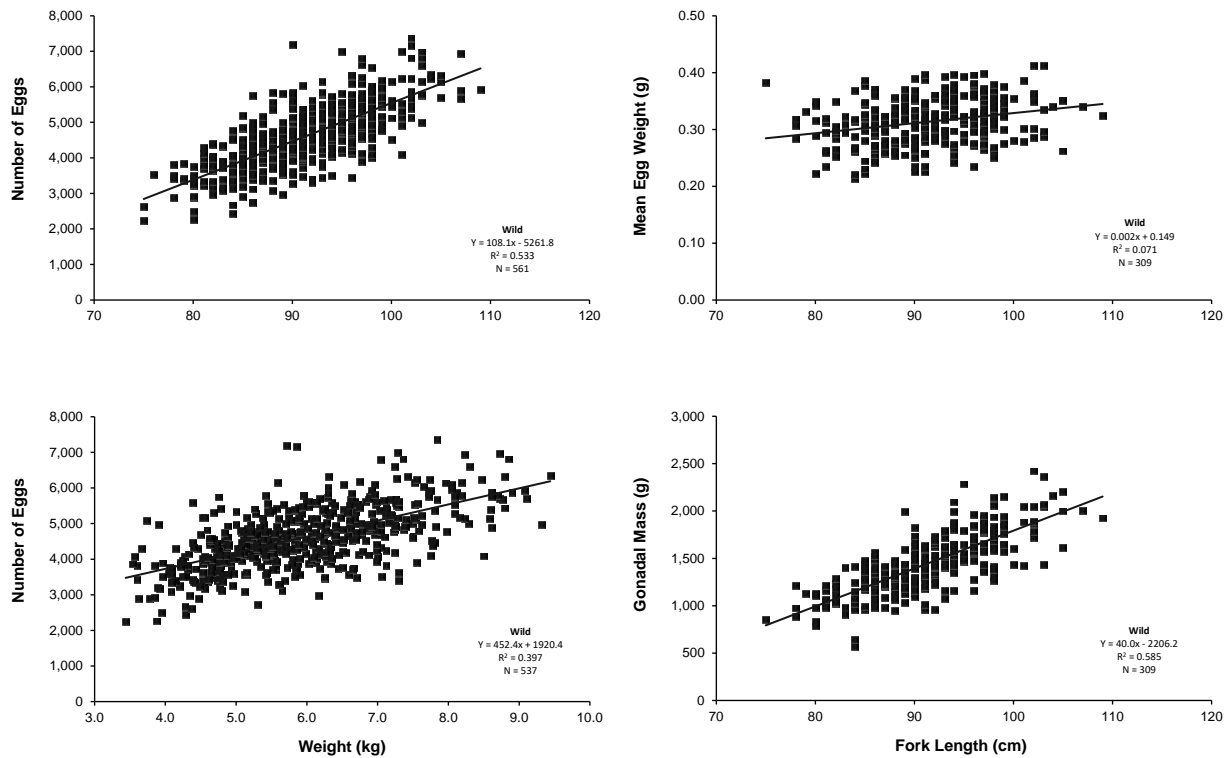 Number of Eggs
8,000
7,000
6,000
5,000
4,000
3,000
2,000
1,000
0
70
80
90
100
110
120
Wild
Y = 108.1x - 5261.8
R² = 0.533
N = 561
Mean Egg Weight (g)
0.50
0.40
0.30
0.20
0.10
0.00
70
80
90
100
110
120
Wild
Y = 0.002x + 0.149
R² = 0.071
N = 309
Number of Eggs
8,000
7,000
6,000
5,000
4,000
3,000
2,000
1,000
0
3.0
4.0
5.0
6.0
7.0
8.0
9.0
10.0
Weight (kg)
Wild
Y = 452.4x + 1920.4
R² = 0.397
N = 537
Gonadal Mass (g)
3,000
2,500
2,000
1,500
1,000
500
0
70
80
90
100
110
120
Fork Length (cm)
Wild
Y = 40.0x - 2206.2
R² = 0.585
N = 309